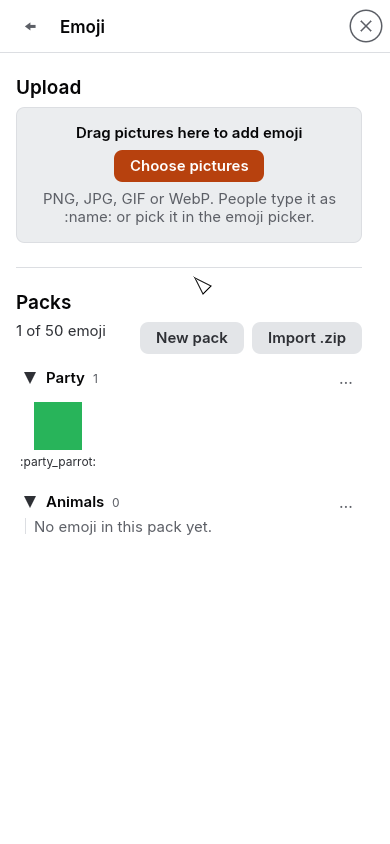 Emoji
Upload
Drag pictures here to add emoji
Choose pictures
PNG, JPG, GIF or WebP. People type it as
:name: or pick it in the emoji picker.
Packs
1 of 50 emoji
New pack
Import .zip
Party 1
...
:party_parrot:
Animals 0
...
No emoji in this pack yet.